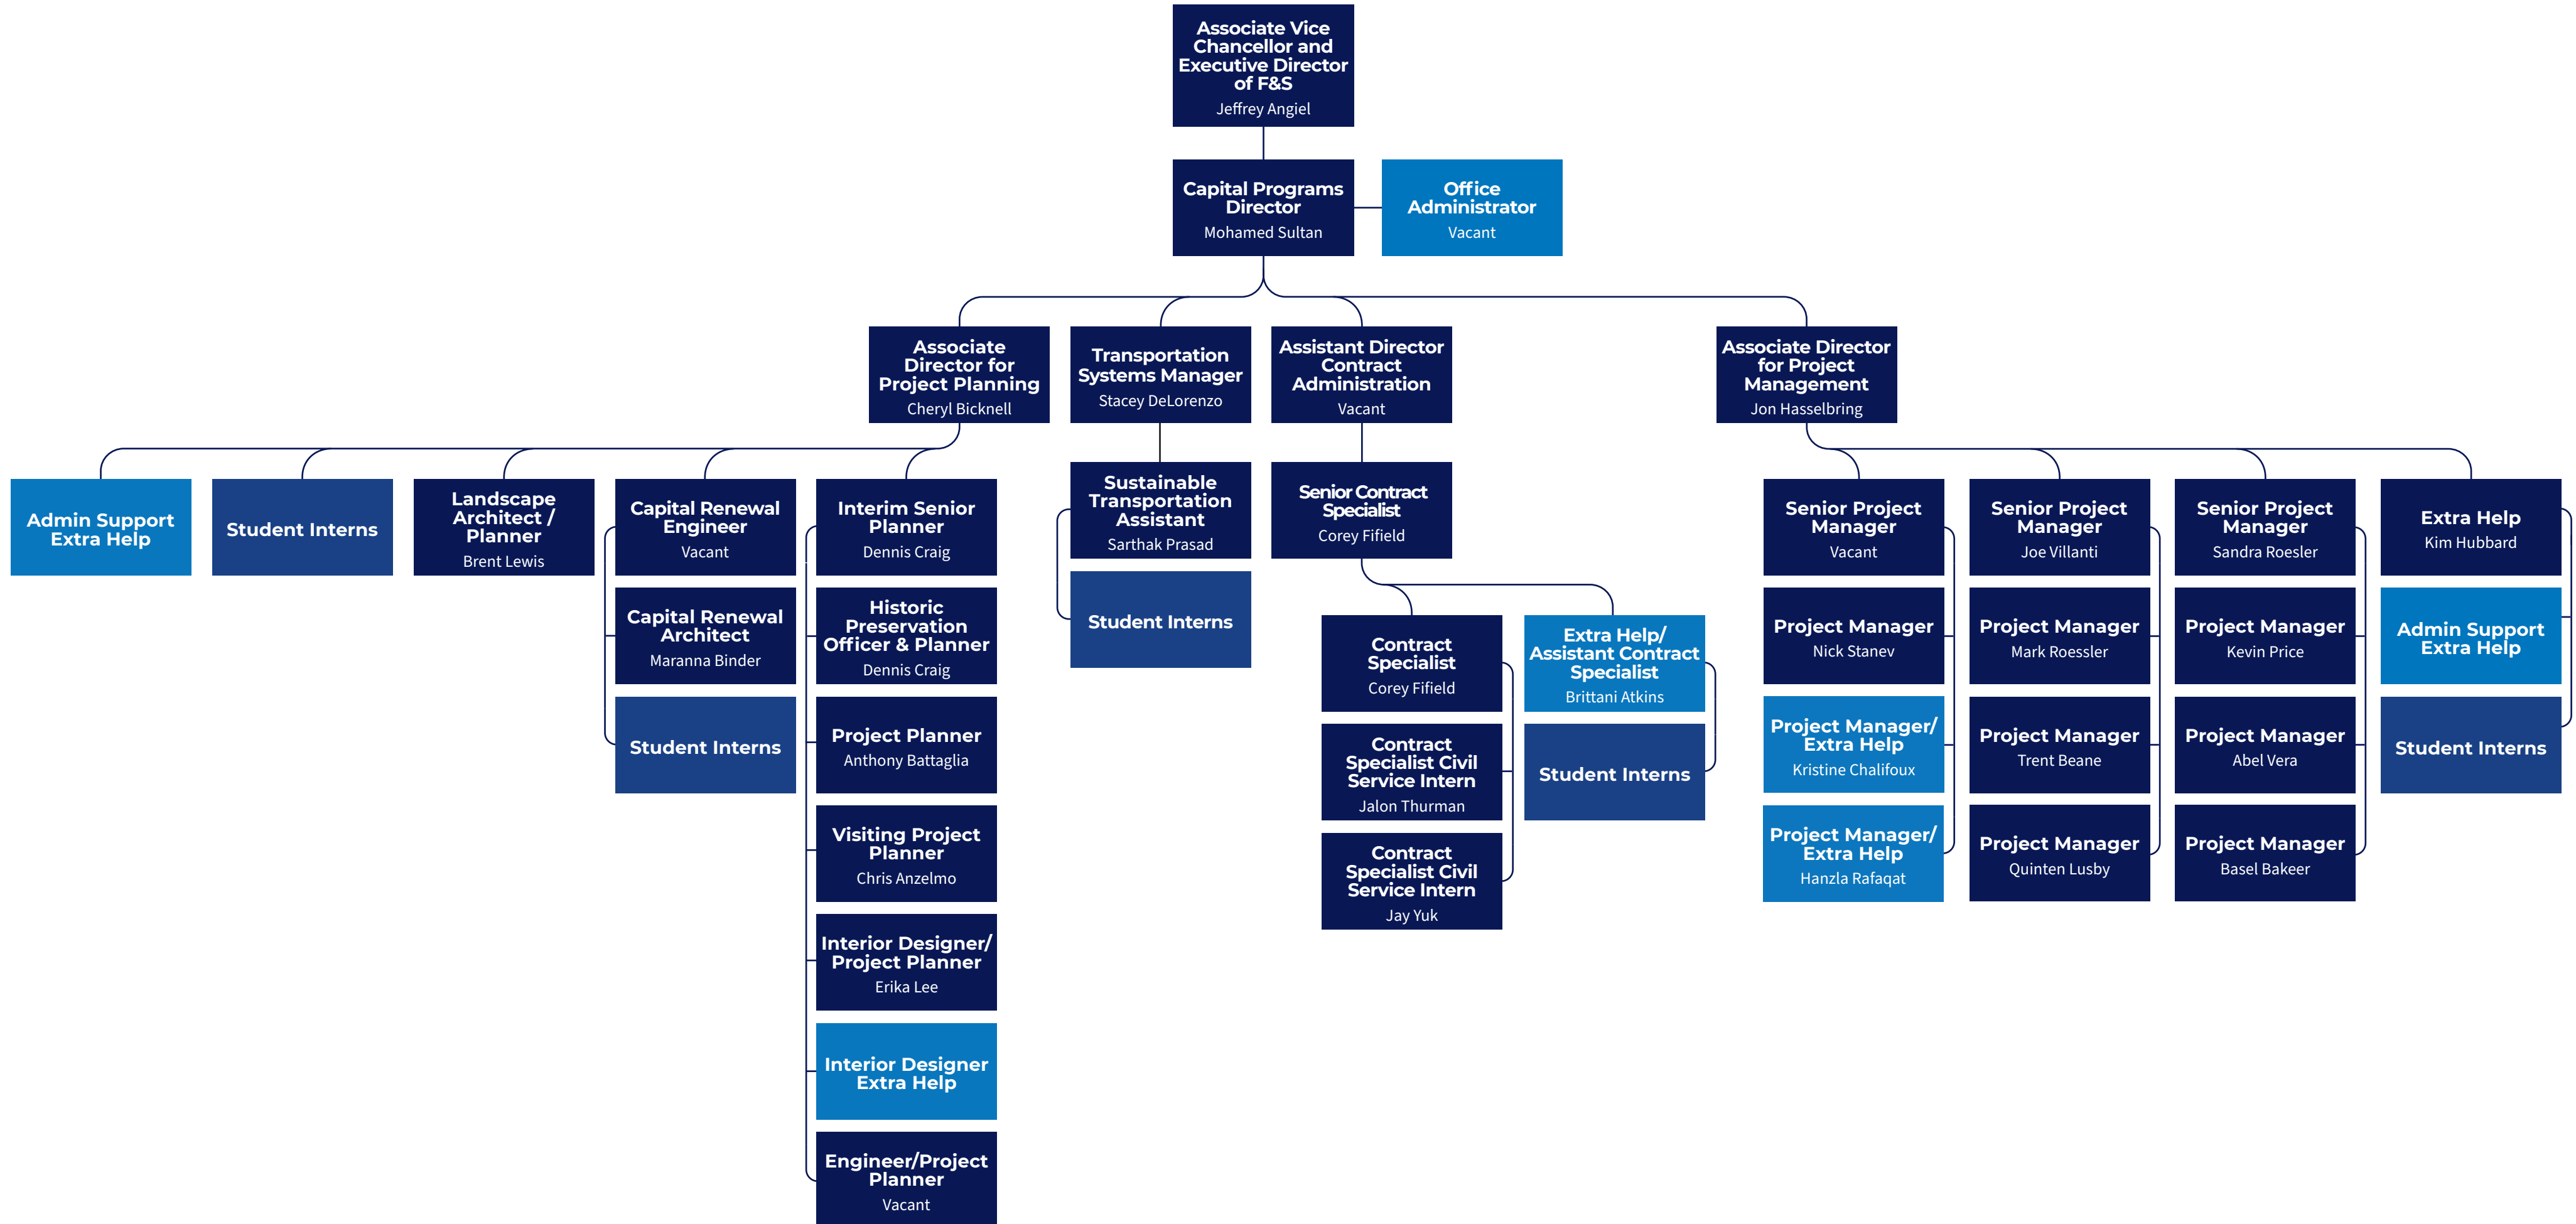 Associate Vice
Chancellor and
Executive Director
of F&S
Jeffrey Angiel
Capital Programs
Director
Mohamed Sultan
Office
Administrator
Vacant
Associate
Director for
Project Planning
Cheryl Bicknell
Transportation
Systems Manager
Stacey DeLorenzo
Assistant Director
Contract
Administration
Vacant
Associate Director
for Project
Management
Jon Hasselbring
Admin Support
Extra Help
Student Interns
Landscape
Architect /
Planner
Brent Lewis
Capital Renewal
Engineer
Vacant
Capital Renewal
Architect
Maranna Binder
Student Interns
Interim Senior
Planner
Dennis Craig
Historic
Preservation
Officer & Planner
Dennis Craig
Project Planner
Anthony Battaglia
Visiting Project
Planner
Chris Anzelmo
Interior Designer/
Project Planner
Erika Lee
Interior Designer
Extra Help
Engineer/Project
Planner
Vacant
Sustainable
Transportation
Assistant
Sarthak Prasad
Student Interns
Senior Contract
Specialist
Corey Fifield
Contract
Specialist
Corey Fifield
Contract
Specialist Civil
Service Intern
Jalon Thurman
Contract
Specialist Civil
Service Intern
Jay Yuk
Extra Help/
Assistant Contract
Specialist
Brittani Atkins
Student Interns
Senior Project
Manager
Vacant
Project Manager
Nick Stanev
Project Manager/
Extra Help
Kristine Chalifoux
Project Manager/
Extra Help
Hanzla Rafaqat
Senior Project
Manager
Joe Villanti
Project Manager
Mark Roessler
Project Manager
Trent Beane
Project Manager
Quinten Lusby
Senior Project
Manager
Sandra Roesler
Project Manager
Kevin Price
Project Manager
Abel Vera
Project Manager
Basel Bakeer
Extra Help
Kim Hubbard
Admin Support
Extra Help
Student Interns